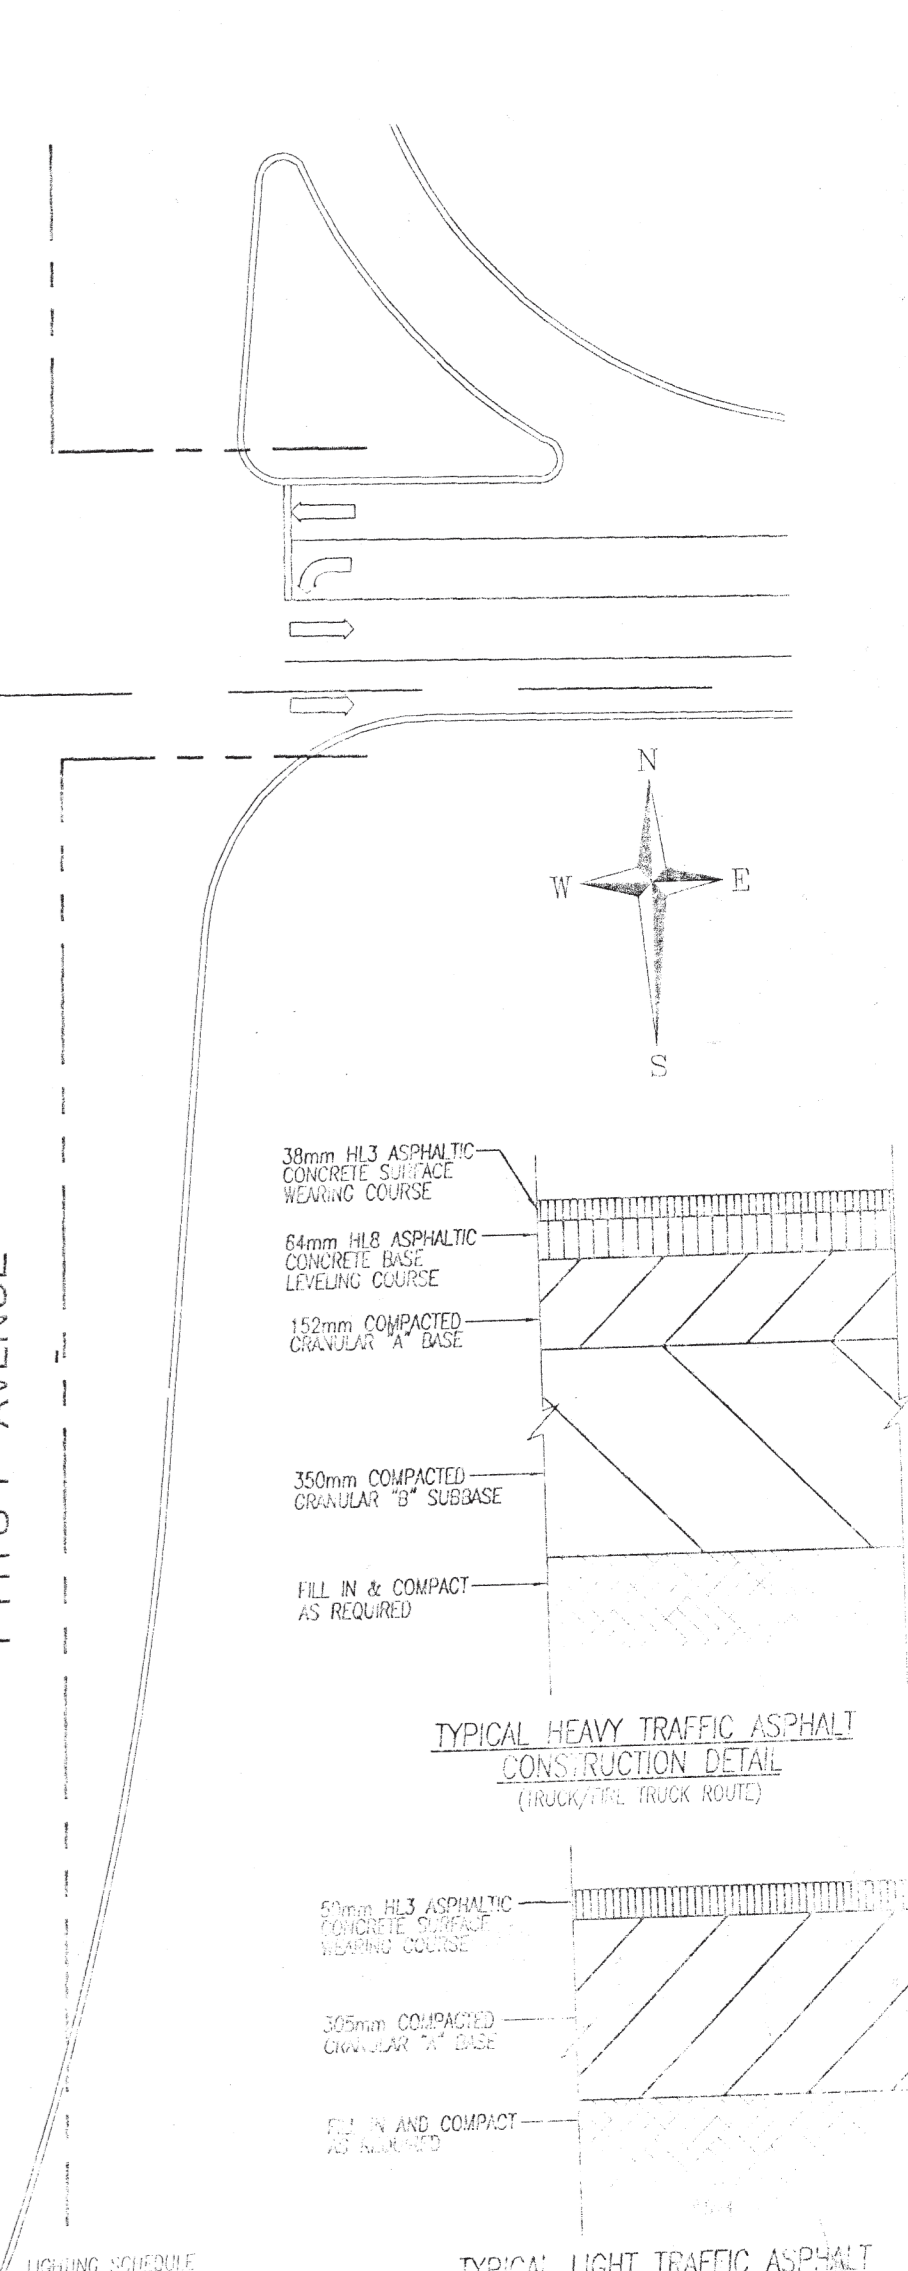 N
W E
S
38mm HL3 ASPHALTIC
CONCRETE SURFACE
WEARING COURSE
64mm HL8 ASPHALTIC
CONCRETE BASE
LEVELING COURSE
152mm COMPACTED
GRANULAR "A" BASE
350mm COMPACTED
GRANULAR "B" SUBBASE
FILL IN & COMPACT
AS REQUIRED
TYPICAL HEAVY TRAFFIC ASPHALT
CONSTRUCTION DETAIL
(TRUCK/FIRE TRUCK ROUTE)
50mm HL3 ASPHALTIC
CONCRETE SURFACE
WEARING COURSE
305mm COMPACTED
GRANULAR "A" BASE
FILL IN AND COMPACT
AS REQUIRED
LIGHTING SCHEDULE
TYPICAL LIGHT TRAFFIC ASPHALT
AVENUE